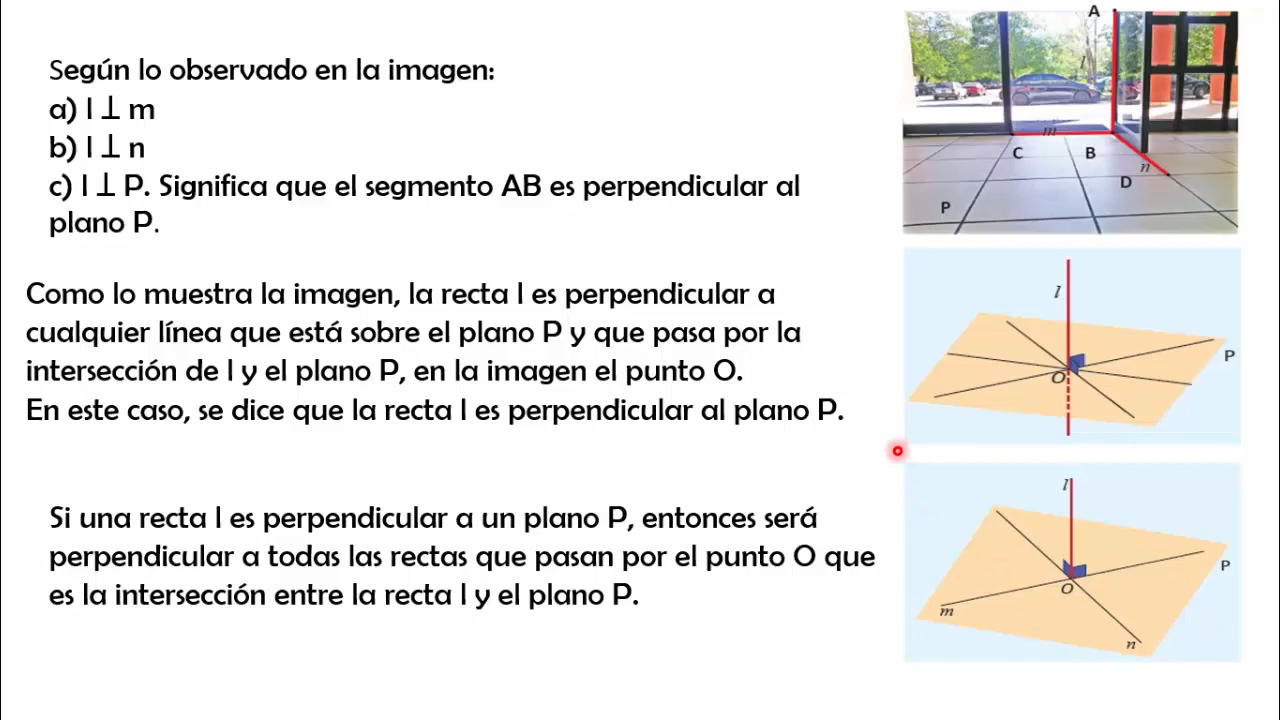 Según lo observado en la imagen:
a) l ⊥ m
b) l ⊥ n
c) l ⊥ P. Significa que el segmento AB es perpendicular al
plano P.
Como lo muestra la imagen, la recta l es perpendicular a
cualquier línea que está sobre el plano P y que pasa por la
intersección de l y el plano P, en la imagen el punto O.
En este caso, se dice que la recta l es perpendicular al plano P.
Si una recta l es perpendicular a un plano P, entonces será
perpendicular a todas las rectas que pasan por el punto O que
es la intersección entre la recta l y el plano P.
A
m
C
B
n
D
P
l
P
O
l
P
O
m
n